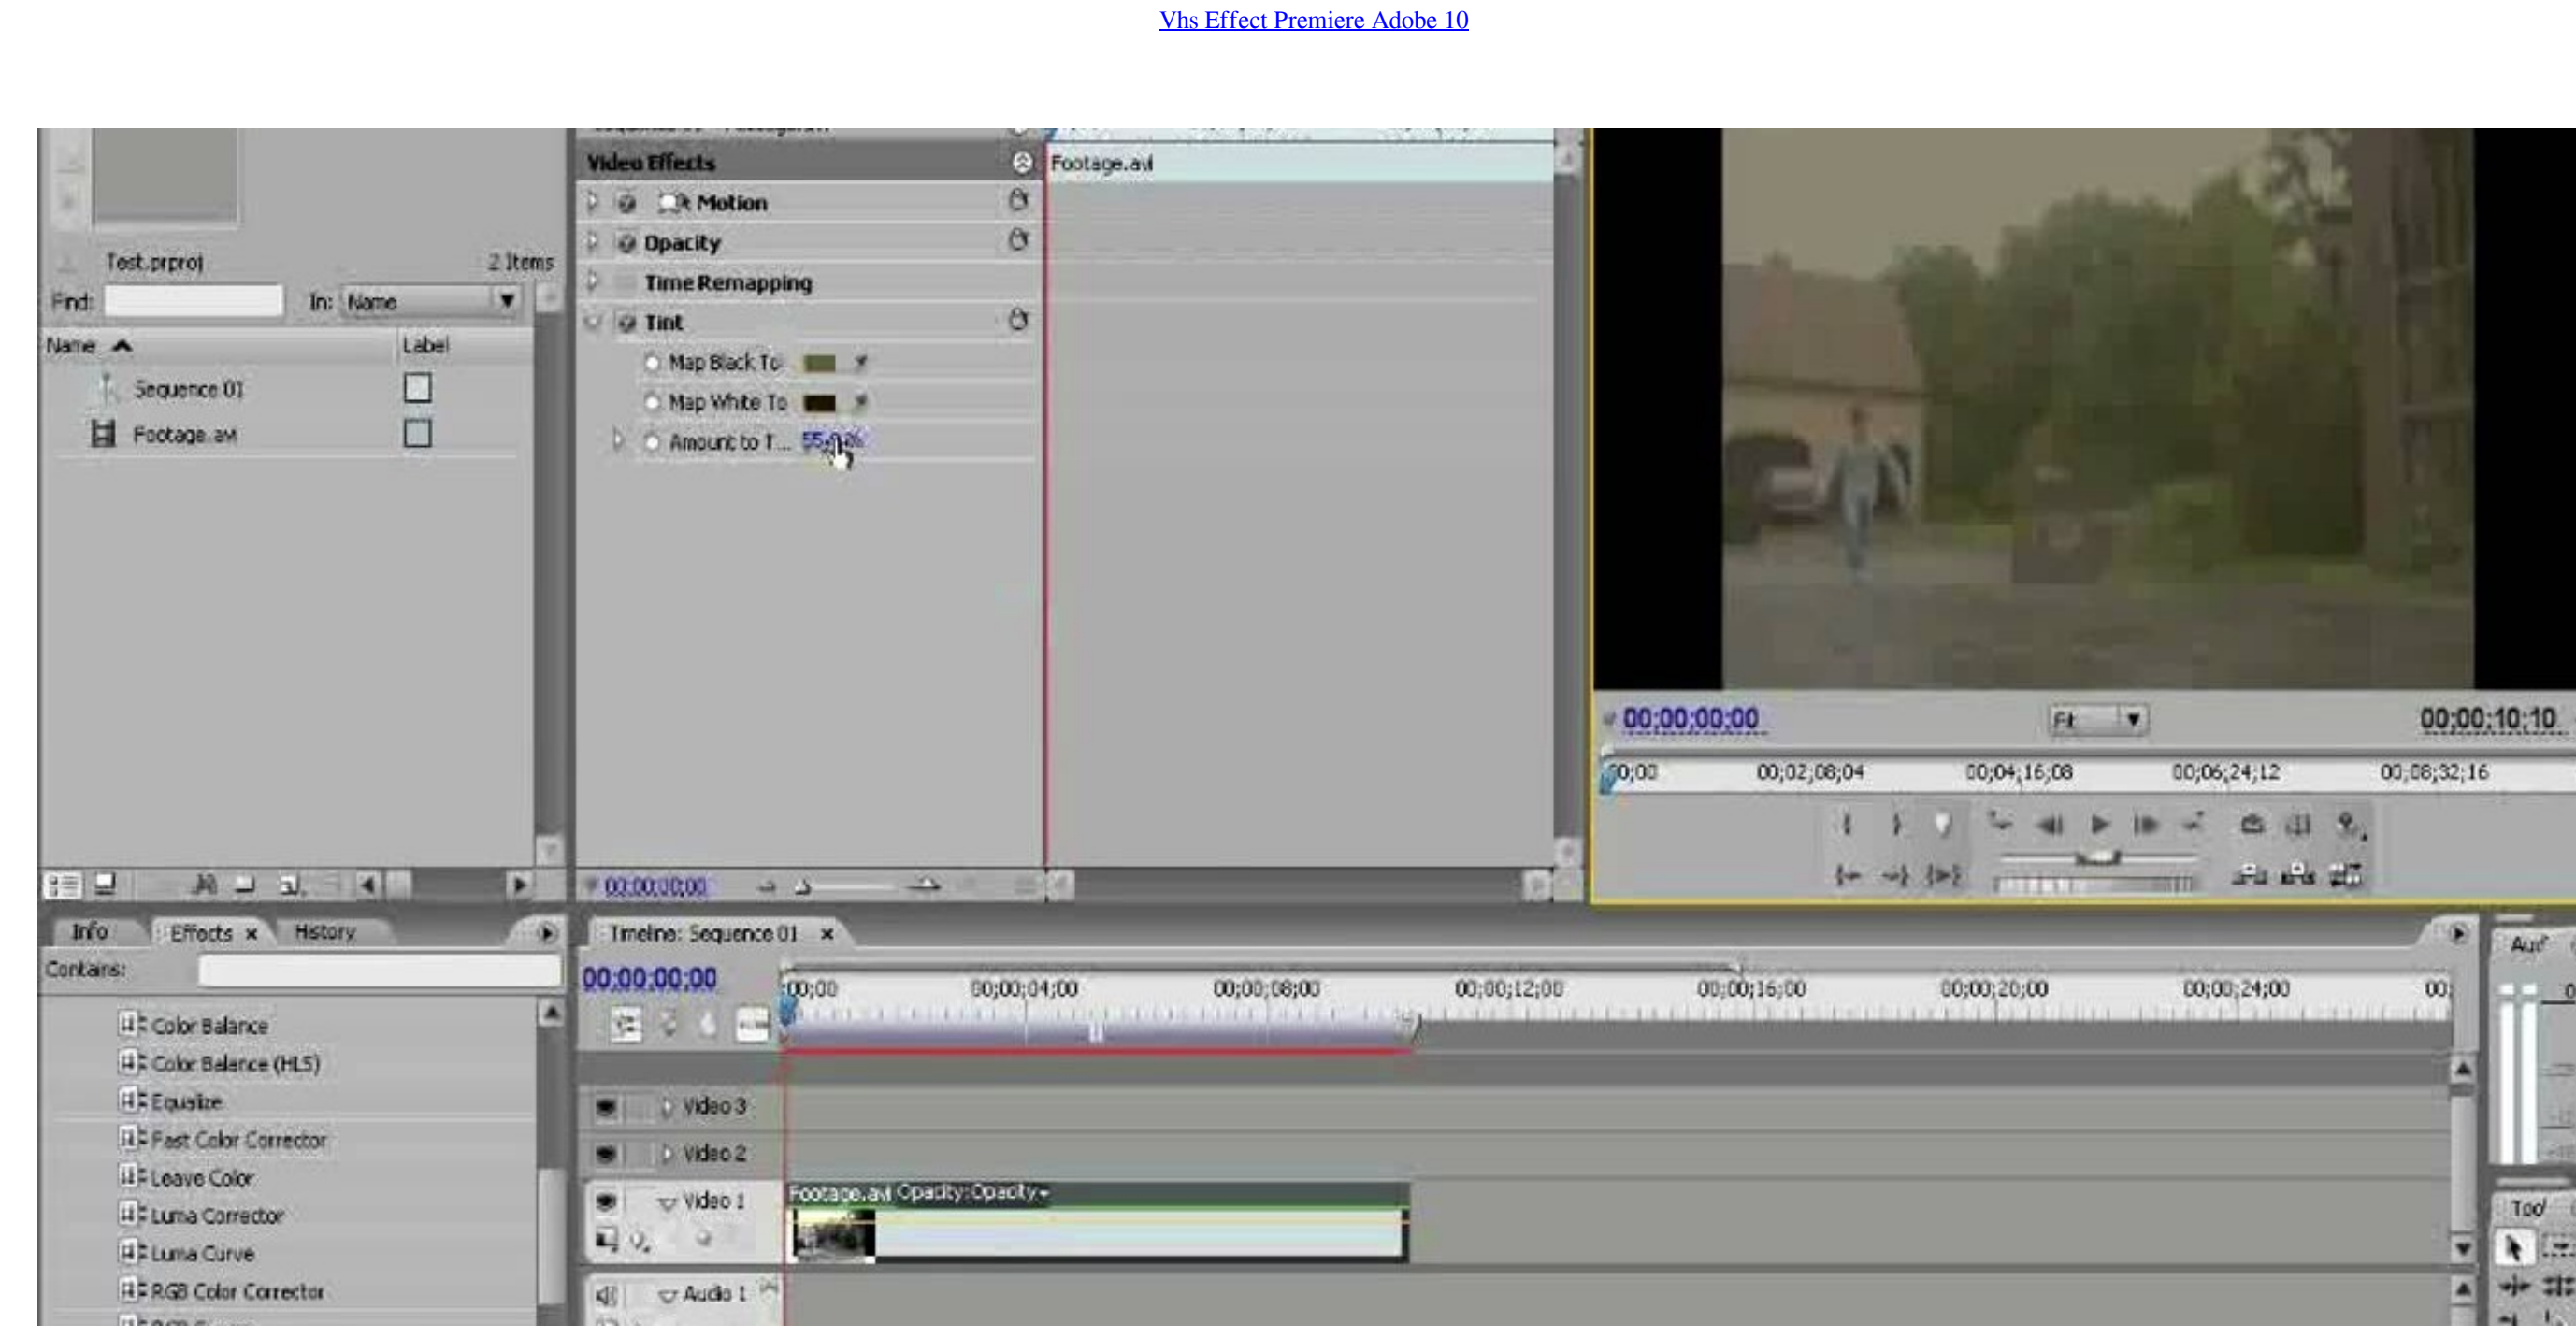 Vhs Effect Premiere Adobe 10
Video Effects
Footage.avi
Motion
Opacity
Time Remapping
Tint
Map Black To
Map White To
Amount to T...
Test.prproj
2 Items
Find:
In: Name
Name
Label
Sequence 01
Footage.avi
00;00;00;00
Fit
00;00;10;10
00;00
00;02;08;04
00;04;16;08
00;06;24;12
00;08;32;16
00;00;00;00
Info
Effects x
History
Contains:
Color Balance
Color Balance (HLS)
Equalize
Fast Color Corrector
Leave Color
Luma Corrector
Luma Curve
RGB Color Corrector
Timeline: Sequence 01 x
00;00;00;00
;00;00
00;00;04;00
00;00;08;00
00;00;12;00
00;00;16;00
00;00;20;00
00;00;24;00
00;
Video 3
Video 2
Video 1
Footage.avi Opacity:Opacity
Audio 1
Tool